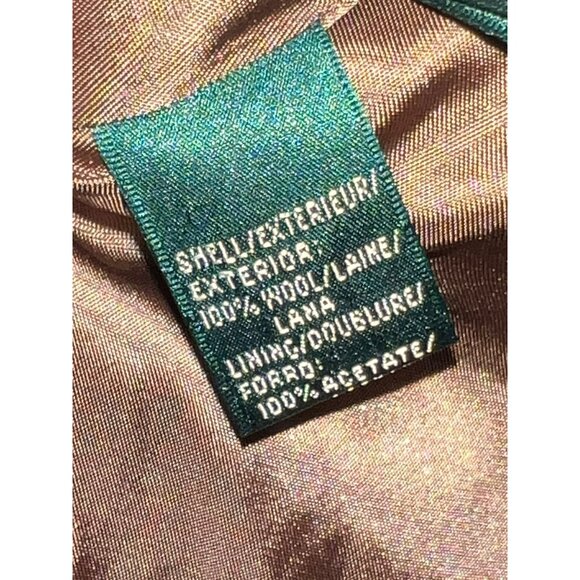 SHELL/EXTERIEUR/
EXTERIOR:
100% WOOL/LAINE/
LANA
LINING/DOUBLURE/
FORRO:
100% ACETATE/